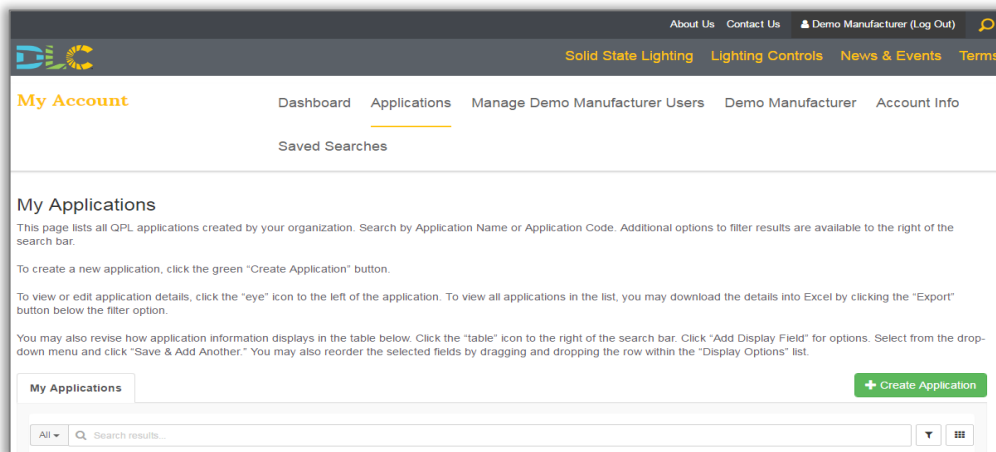 About Us Contact Us Demo Manufacturer (Log Out)
DLC
Solid State Lighting Lighting Controls News & Events Terms
My Account
Dashboard Applications Manage Demo Manufacturer Users Demo Manufacturer Account Info
Saved Searches
My Applications
This page lists all QPL applications created by your organization. Search by Application Name or Application Code. Additional options to filter results are available to the right of the
search bar.
To create a new application, click the green “Create Application” button.
To view or edit application details, click the “eye” icon to the left of the application. To view all applications in the list, you may download the details into Excel by clicking the “Export”
button below the filter option.
You may also revise how application information displays in the table below. Click the “table” icon to the right of the search bar. Click “Add Display Field” for options. Select from the drop-
down menu and click “Save & Add Another.” You may also reorder the selected fields by dragging and dropping the row within the “Display Options” list.
My Applications
Create Application
All Search results...